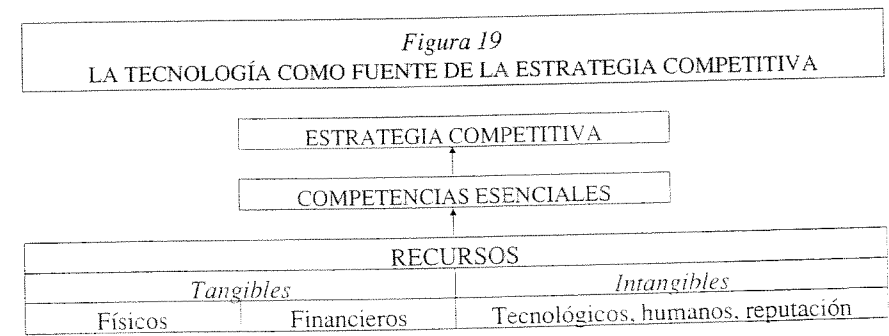 Figura 19
LA TECNOLOGÍA COMO FUENTE DE LA ESTRATEGIA COMPETITIVA
ESTRATEGIA COMPETITIVA
COMPETENCIAS ESENCIALES
RECURSOS
Tangibles Intangibles
Físicos Financieros Tecnológicos, humanos, reputación